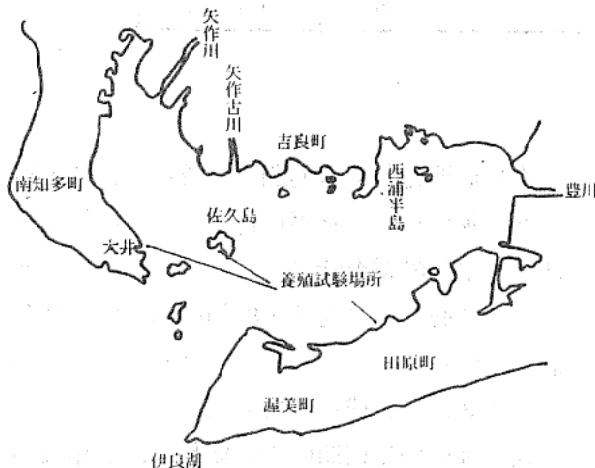 矢作川
矢作古川
吉良町
西浦半島
豊川
南知多町
佐久島
大井
養殖試験場所
田原町
渥美町
伊良湖